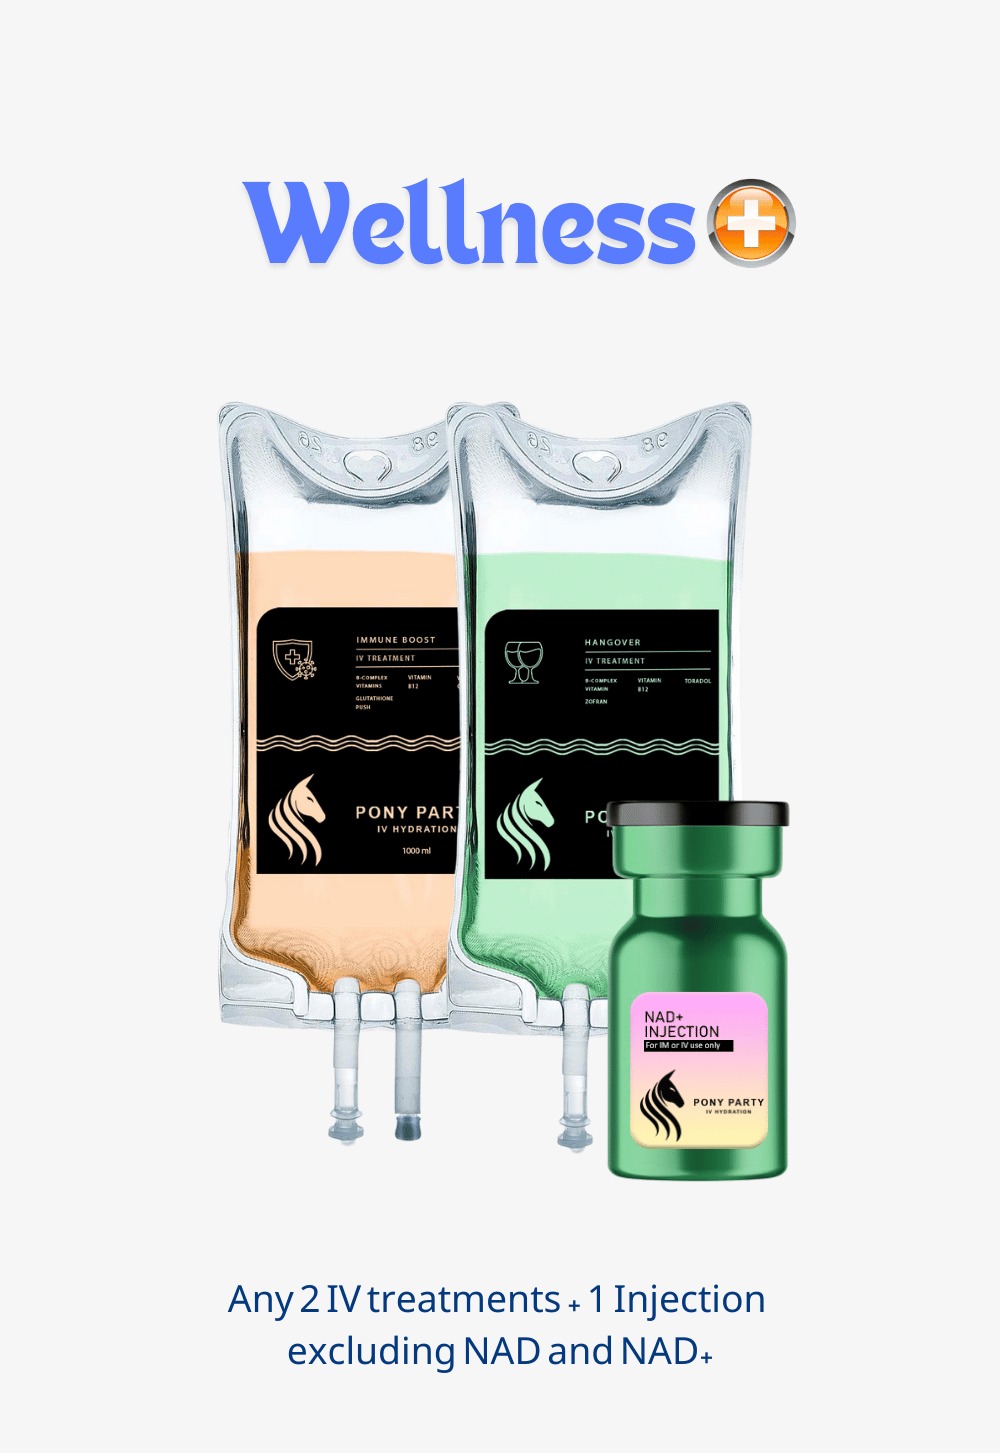 Wellness
IMMUNE BOOST
IV TREATMENT
B-COMPLEX VITAMINS
VITAMIN B12
GLUTATHIONE PUSH
PONY PARTY
IV HYDRATION
1000 ml
HANGOVER
IV TREATMENT
B-COMPLEX VITAMIN
VITAMIN B12
TORADOL
ZOFRAN
NAD+
INJECTION
For IM or IV use only
PONY PARTY
IV HYDRATION
Any 2 IV treatments + 1 Injection
excluding NAD and NAD+